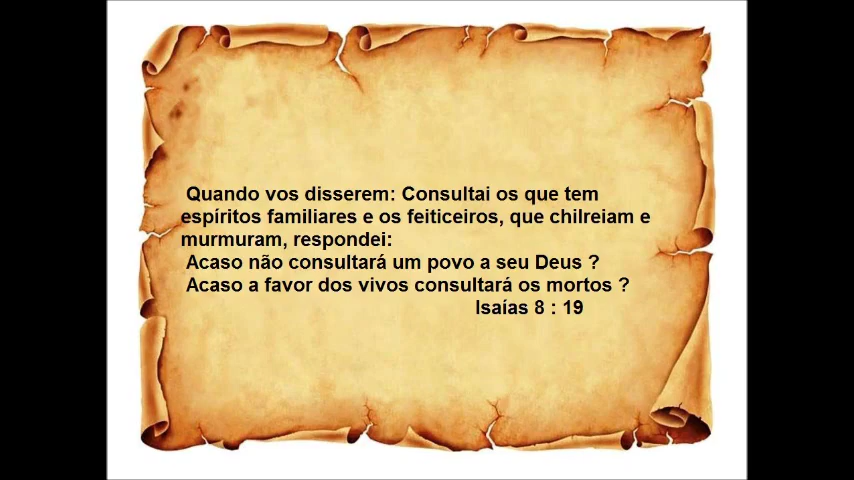 Quando vos disserem: Consultai os que tem
espíritos familiares e os feiticeiros, que chilreiam e
murmuram, respondei:
Acaso não consultará um povo a seu Deus ?
Acaso a favor dos vivos consultará os mortos ?
Isaías 8 : 19